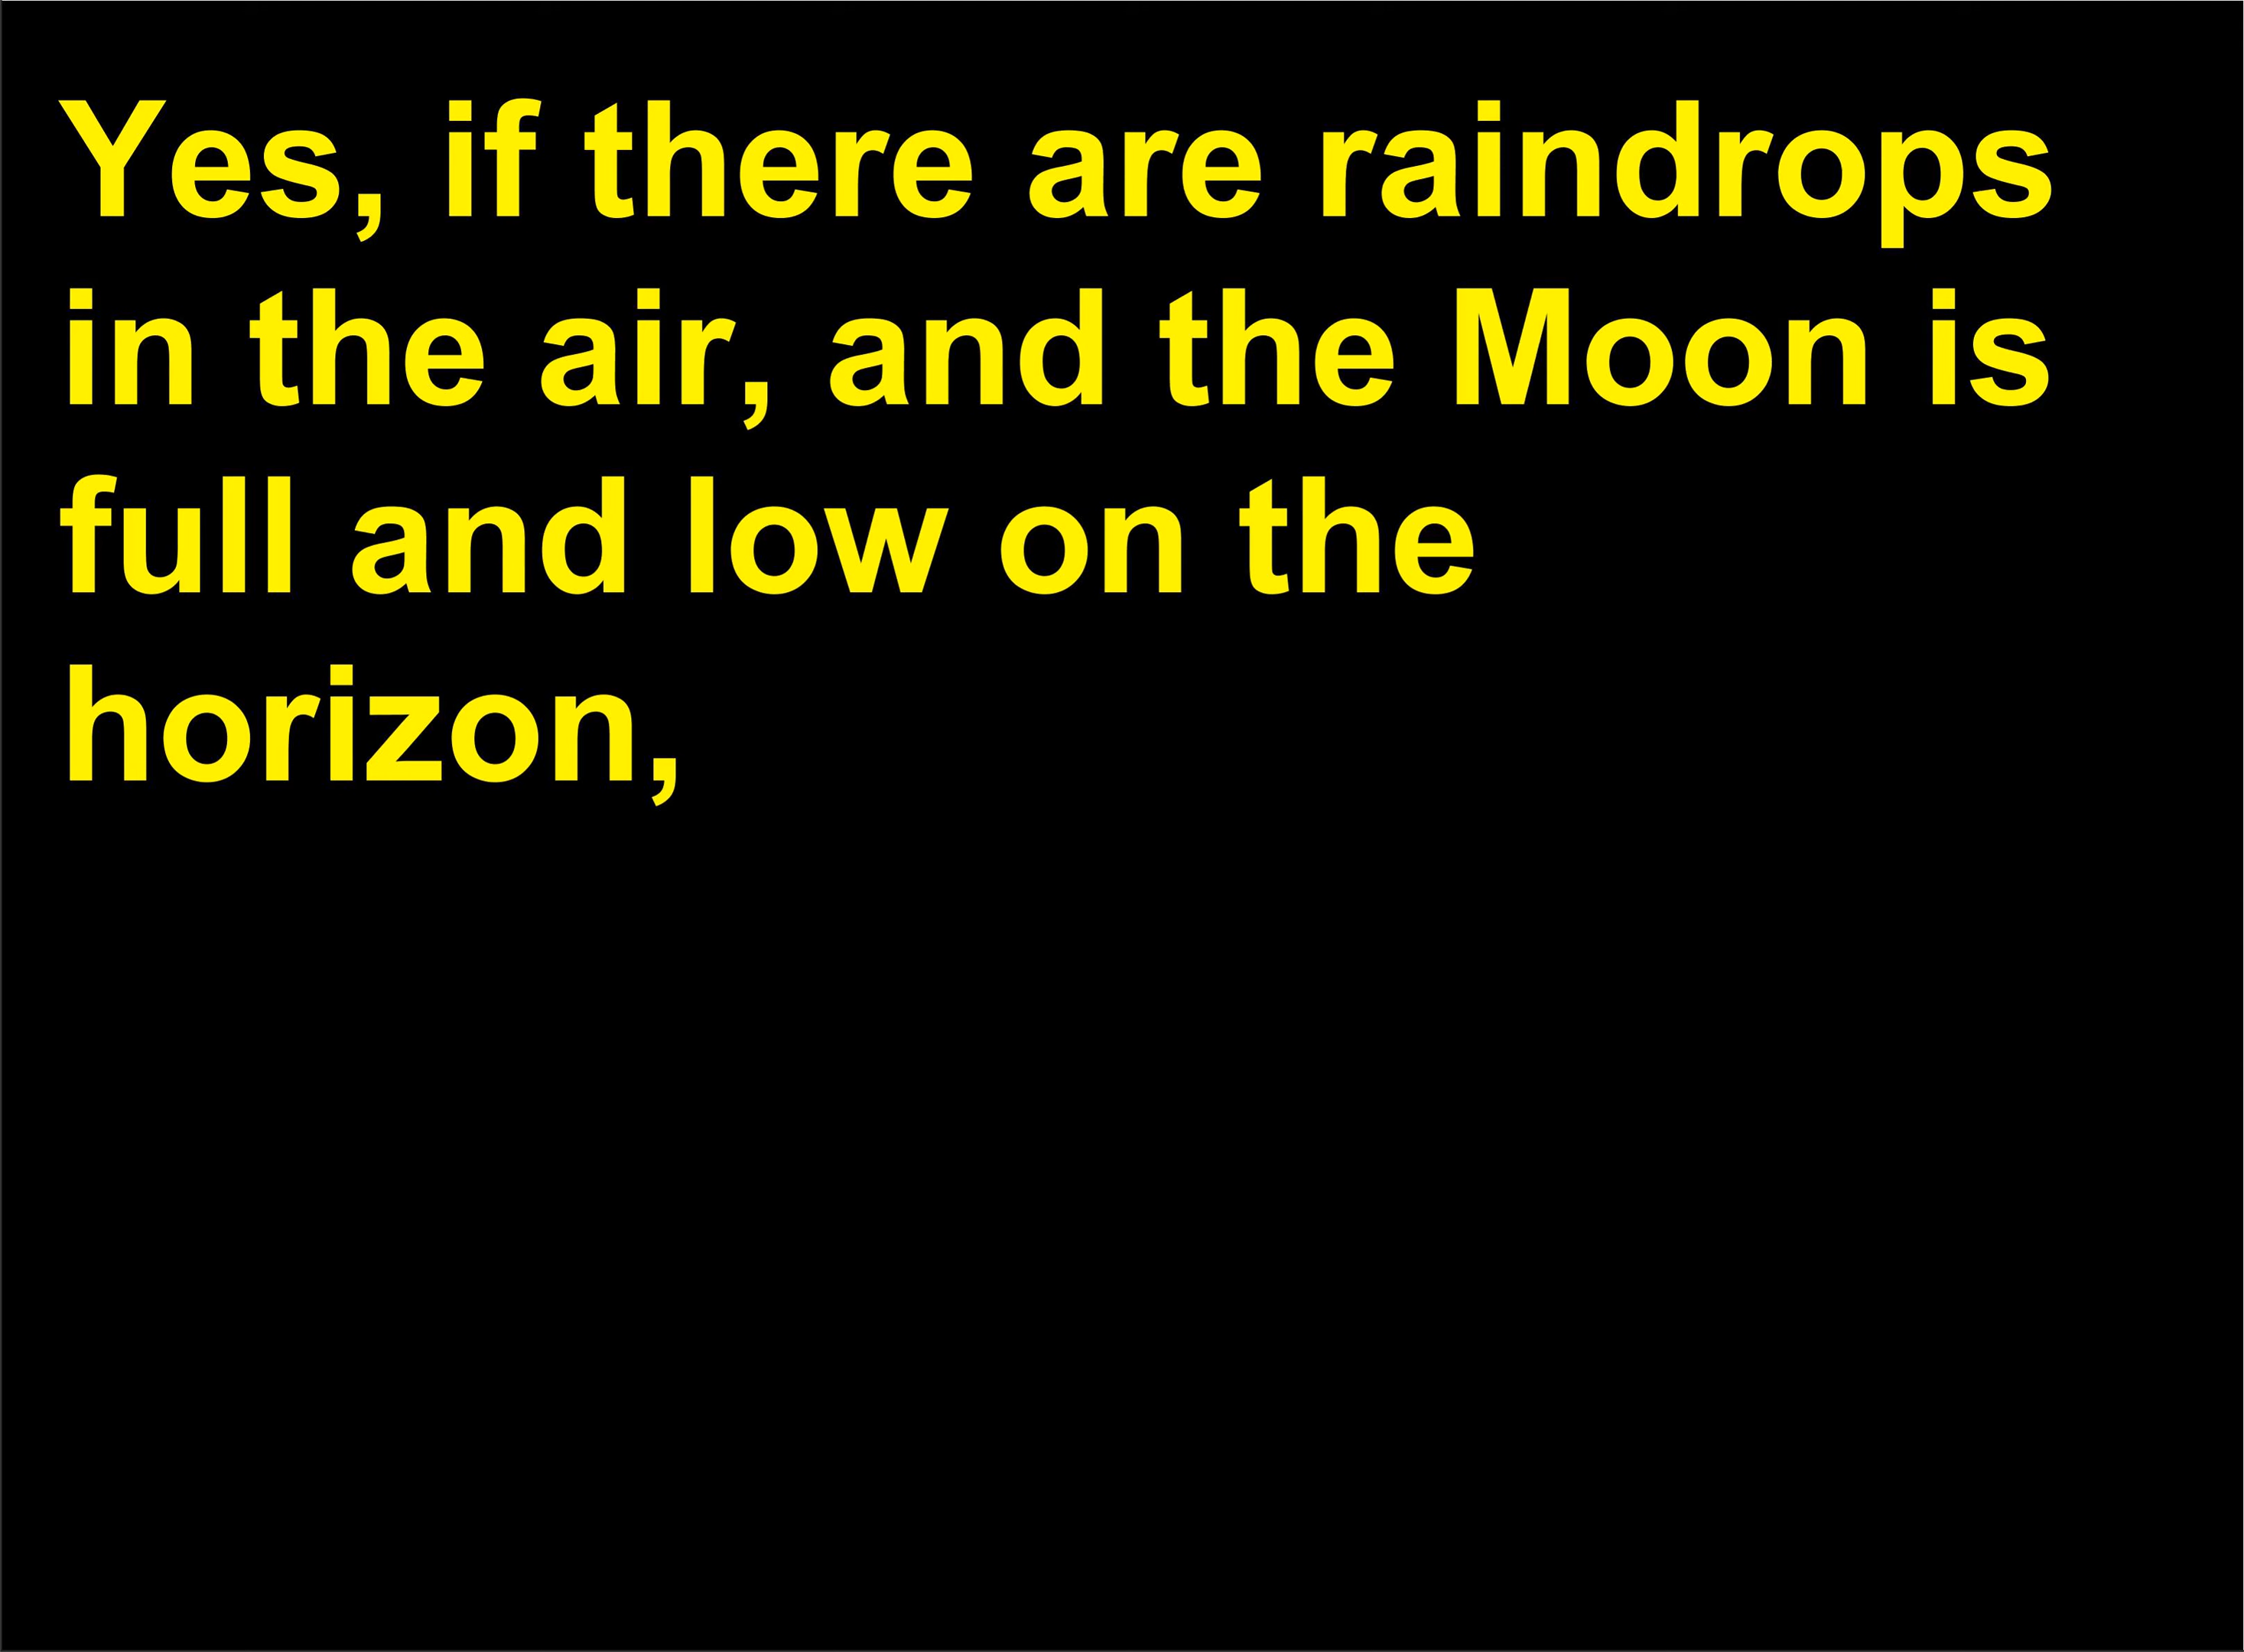 Yes, if there are raindrops
in the air, and the Moon is
full and low on the
horizon,